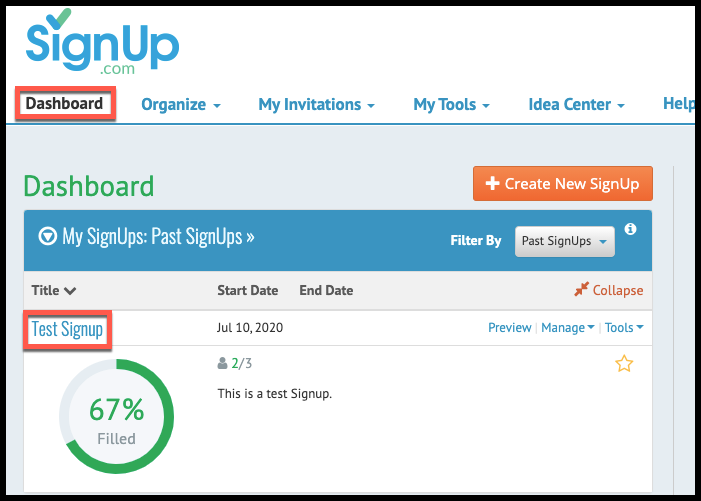 SignUp
.com
Dashboard Organize My Invitations My Tools Idea Center Help
Dashboard
+ Create New SignUp
My SignUps: Past SignUps »
Filter By Past SignUps i
Title Start Date End Date Collapse
Test Signup Jul 10, 2020 Preview | Manage | Tools
2/3
This is a test Signup.
67%
Filled